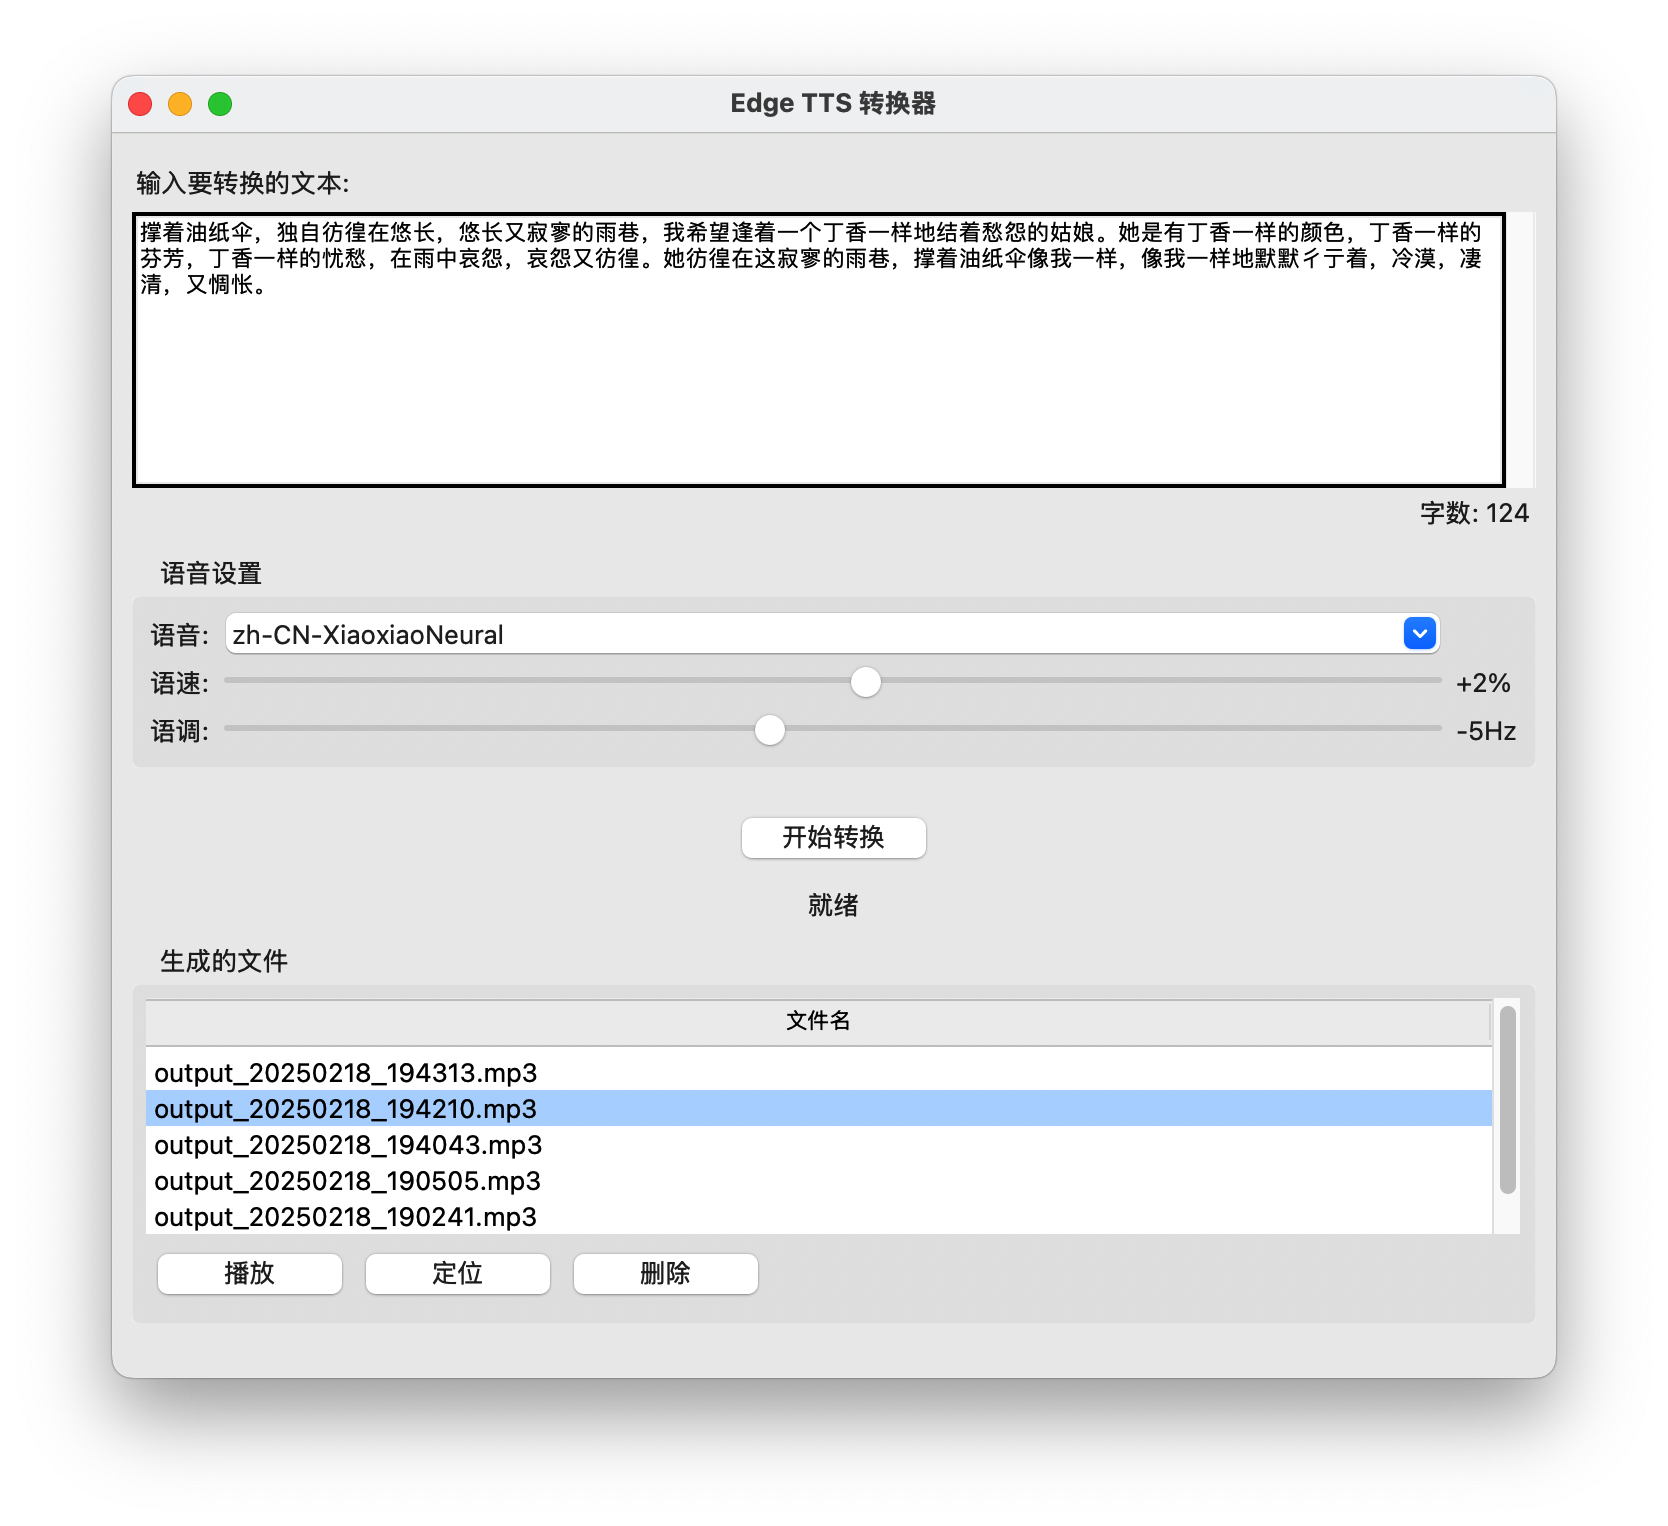 Edge TTS 转换器
输入要转换的文本:
撑着油纸伞，独自彷徨在悠长，悠长又寂寥的雨巷，我希望逢着一个丁香一样地结着愁怨的姑娘。她是有丁香一样的颜色，丁香一样的
芬芳，丁香一样的忧愁，在雨中哀怨，哀怨又彷徨。她彷徨在这寂寥的雨巷，撑着油纸伞像我一样，像我一样地默默彳亍着，冷漠，凄
清，又惆怅。
字数: 124
语音设置
语音: zh-CN-XiaoxiaoNeural
语速: +2%
语调: -5Hz
开始转换
就绪
生成的文件
文件名
output_20250218_194313.mp3
output_20250218_194210.mp3
output_20250218_194043.mp3
output_20250218_190505.mp3
output_20250218_190241.mp3
播放 定位 删除